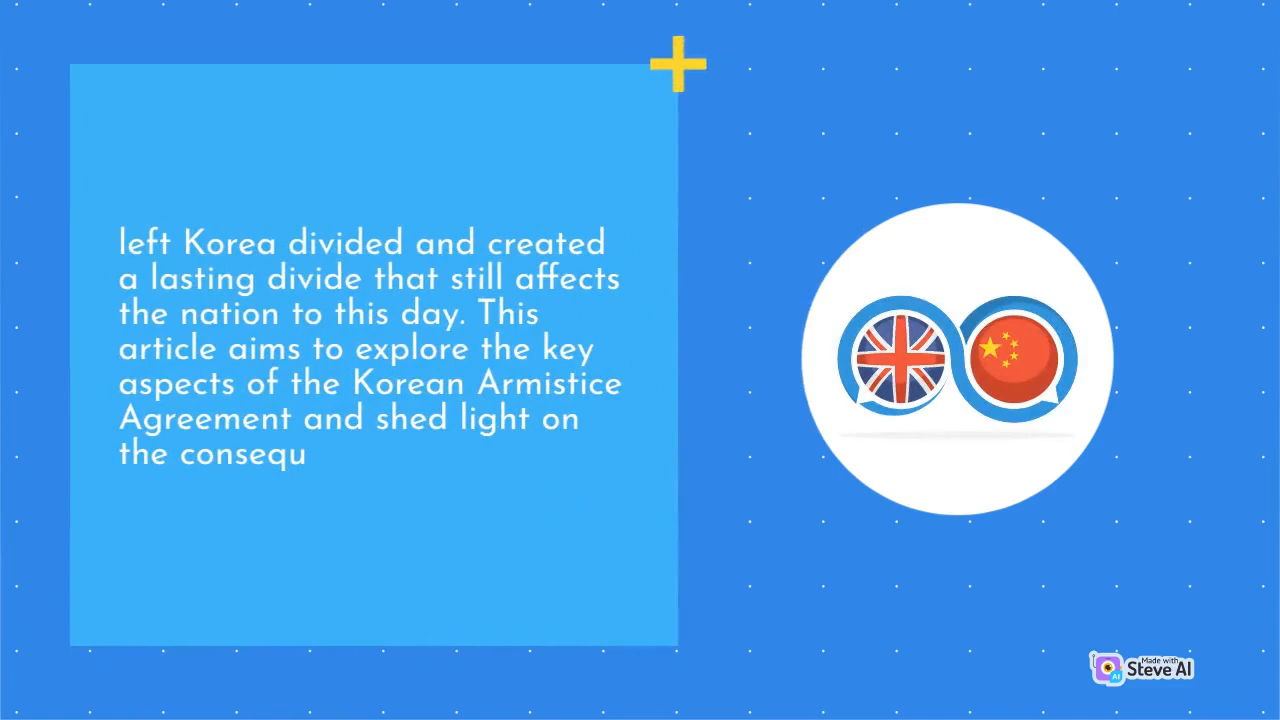 left Korea divided and created
a lasting divide that still affects
the nation to this day. This
article aims to explore the key
aspects of the Korean Armistice
Agreement and shed light on
the consequ
Made with
Steve AI
AI